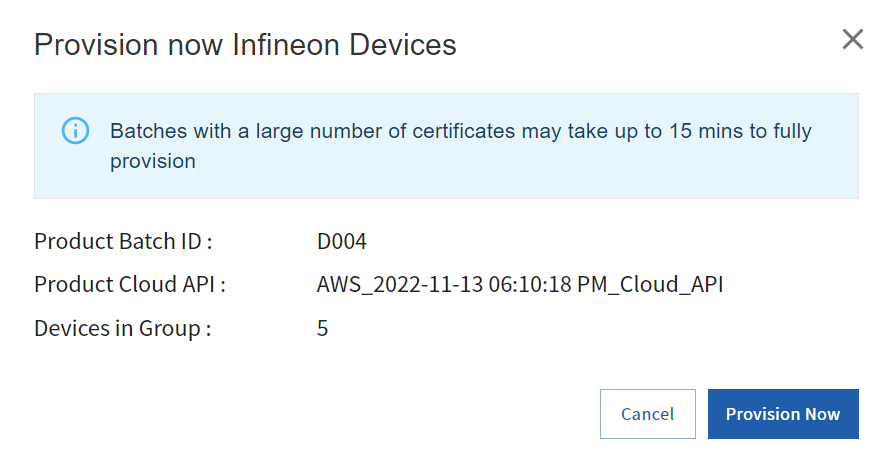 Provision now Infineon Devices
Batches with a large number of certificates may take up to 15 mins to fully
provision
Product Batch ID : D004
Product Cloud API : AWS_2022-11-13 06:10:18 PM_Cloud_API
Devices in Group : 5
Cancel Provision Now